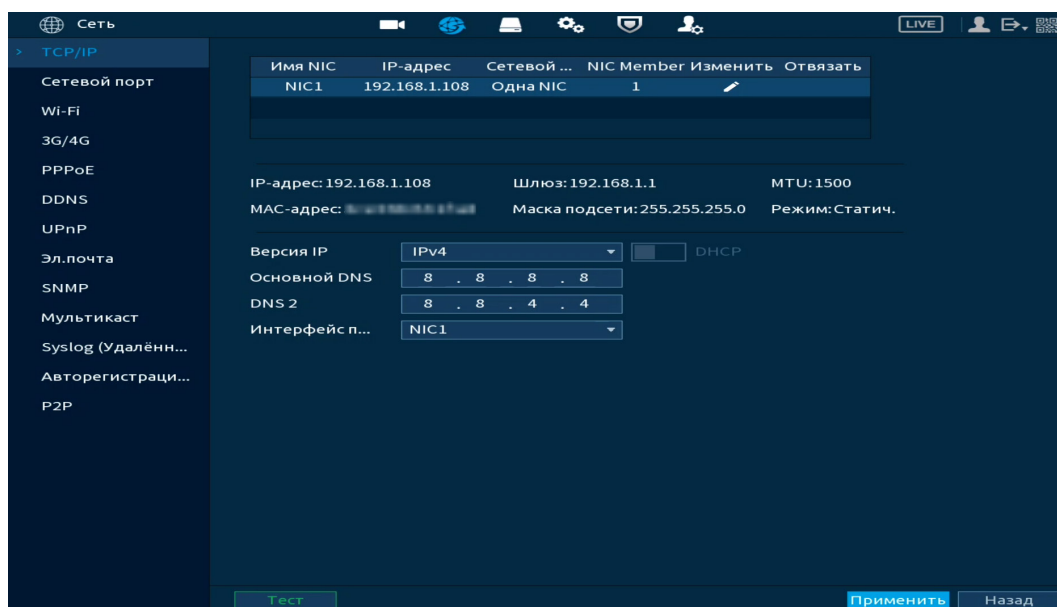 Сеть LIVE
> TCP/IP
Сетевой порт
Wi-Fi
3G/4G
PPPoE
DDNS
UPnP
Эл.почта
SNMP
Мультикаст
Syslog (Удалённ...
Авторегистраци...
P2P
Имя NIC IP-адрес Сетевой ... NIC Member Изменить Отвязать
NIC1 192.168.1.108 Одна NIC 1
IP-адрес: 192.168.1.108 Шлюз: 192.168.1.1 MTU: 1500
MAC-адрес: Маска подсети: 255.255.255.0 Режим: Статич.
Версия IP IPv4 DHCP
Основной DNS 8 . 8 . 8 . 8
DNS 2 8 . 8 . 4 . 4
Интерфейс п... NIC1
Тест Применить Назад